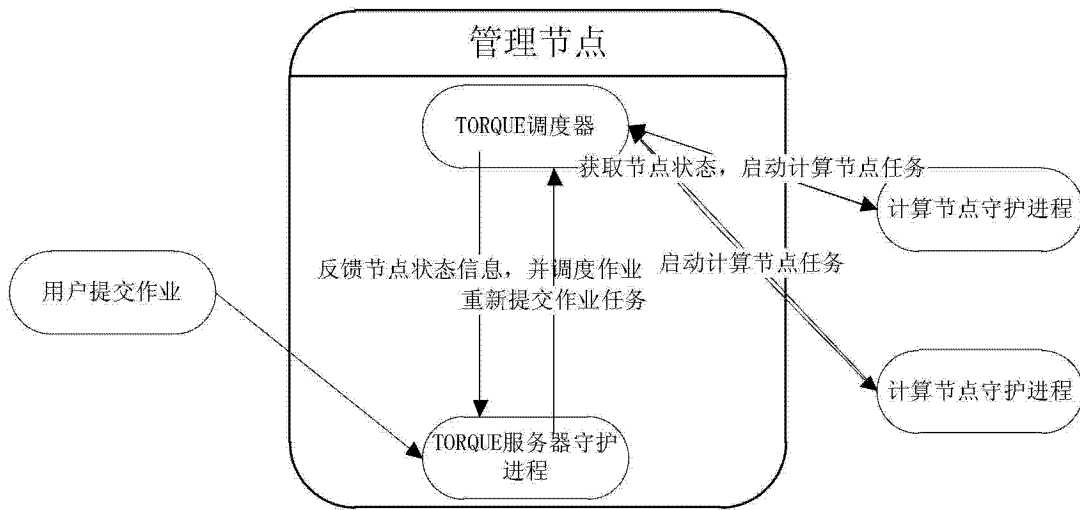 管理节点
TORQUE调度器
获取节点状态，启动计算节点任务
计算节点守护进程
反馈节点状态信息，并调度作业
启动计算节点任务
用户提交作业
重新提交作业任务
计算节点守护进程
TORQUE服务器守护
进程